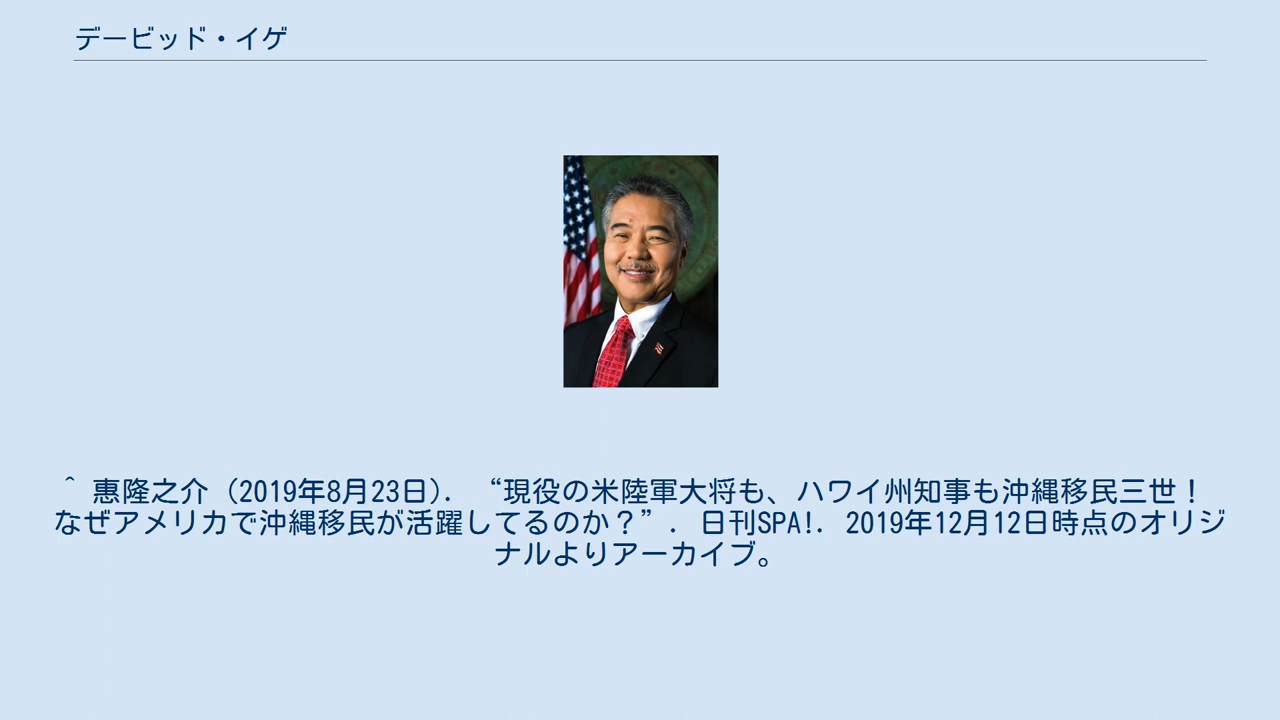 デービッド・イゲ
^ 惠隆之介 (2019年8月23日). “現役の米陸軍大将も、ハワイ州知事も沖縄移民三世！
なぜアメリカで沖縄移民が活躍してるのか？”. 日刊SPA!. 2019年12月12日時点のオリジ
ナルよりアーカイブ。